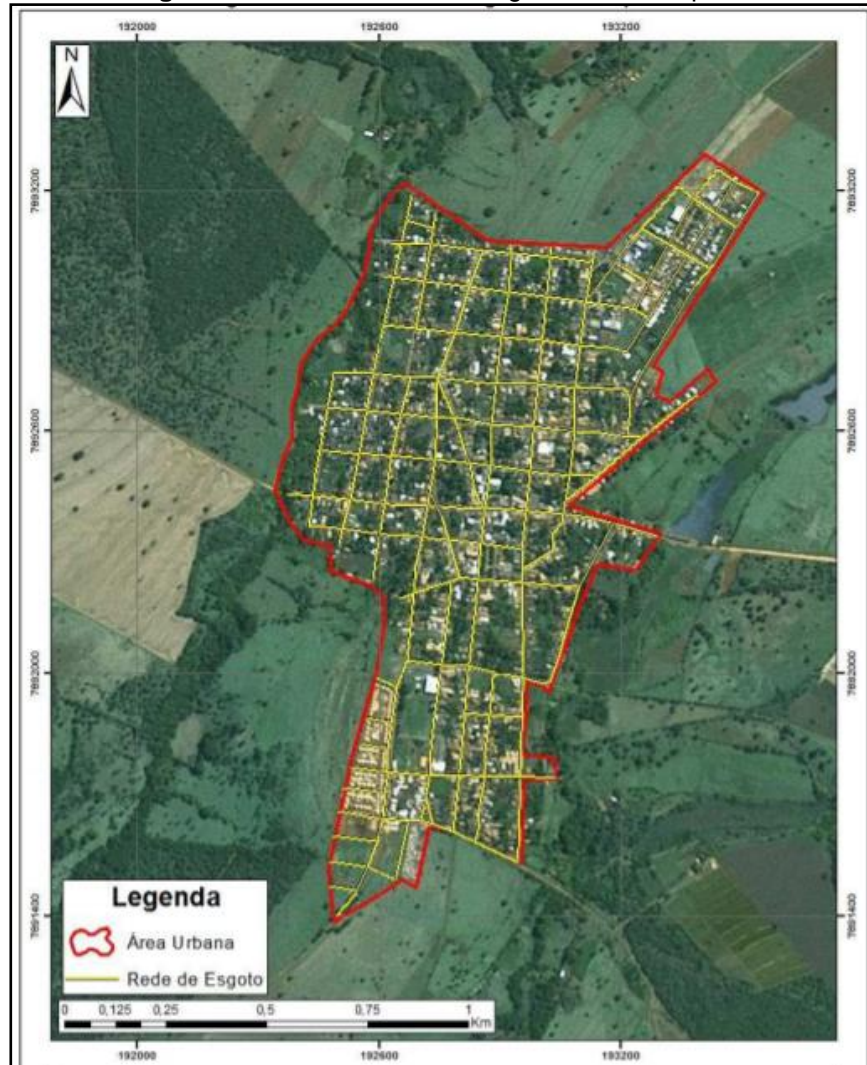 192000 192600 193200
N
7893200 7893200
7892600 7892600
7892000 7892000
7891400 7891400
Legenda
Área Urbana
Rede de Esgoto
0 0,125 0,25 0,5 0,75 1
Km
192000 192600 193200